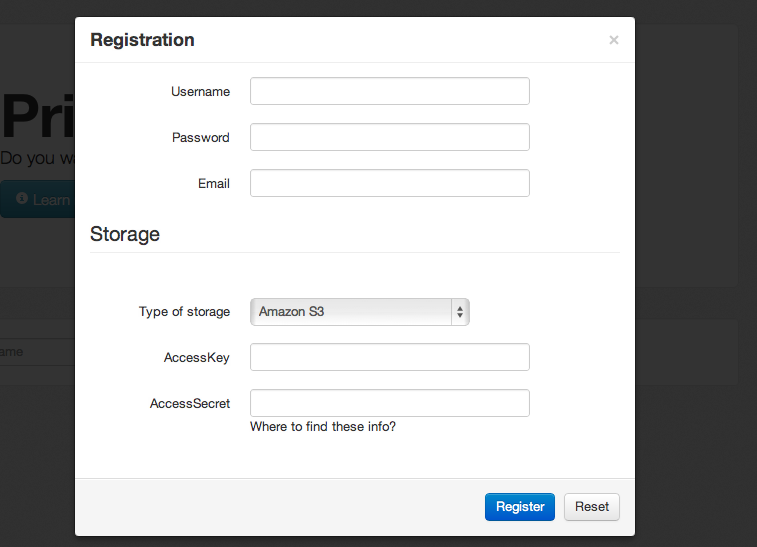 Registration ×
Username
Password
Email
Storage
Type of storage Amazon S3
AccessKey
AccessSecret
Where to find these info?
Register Reset
Pri
Do you wa
Learn
ame